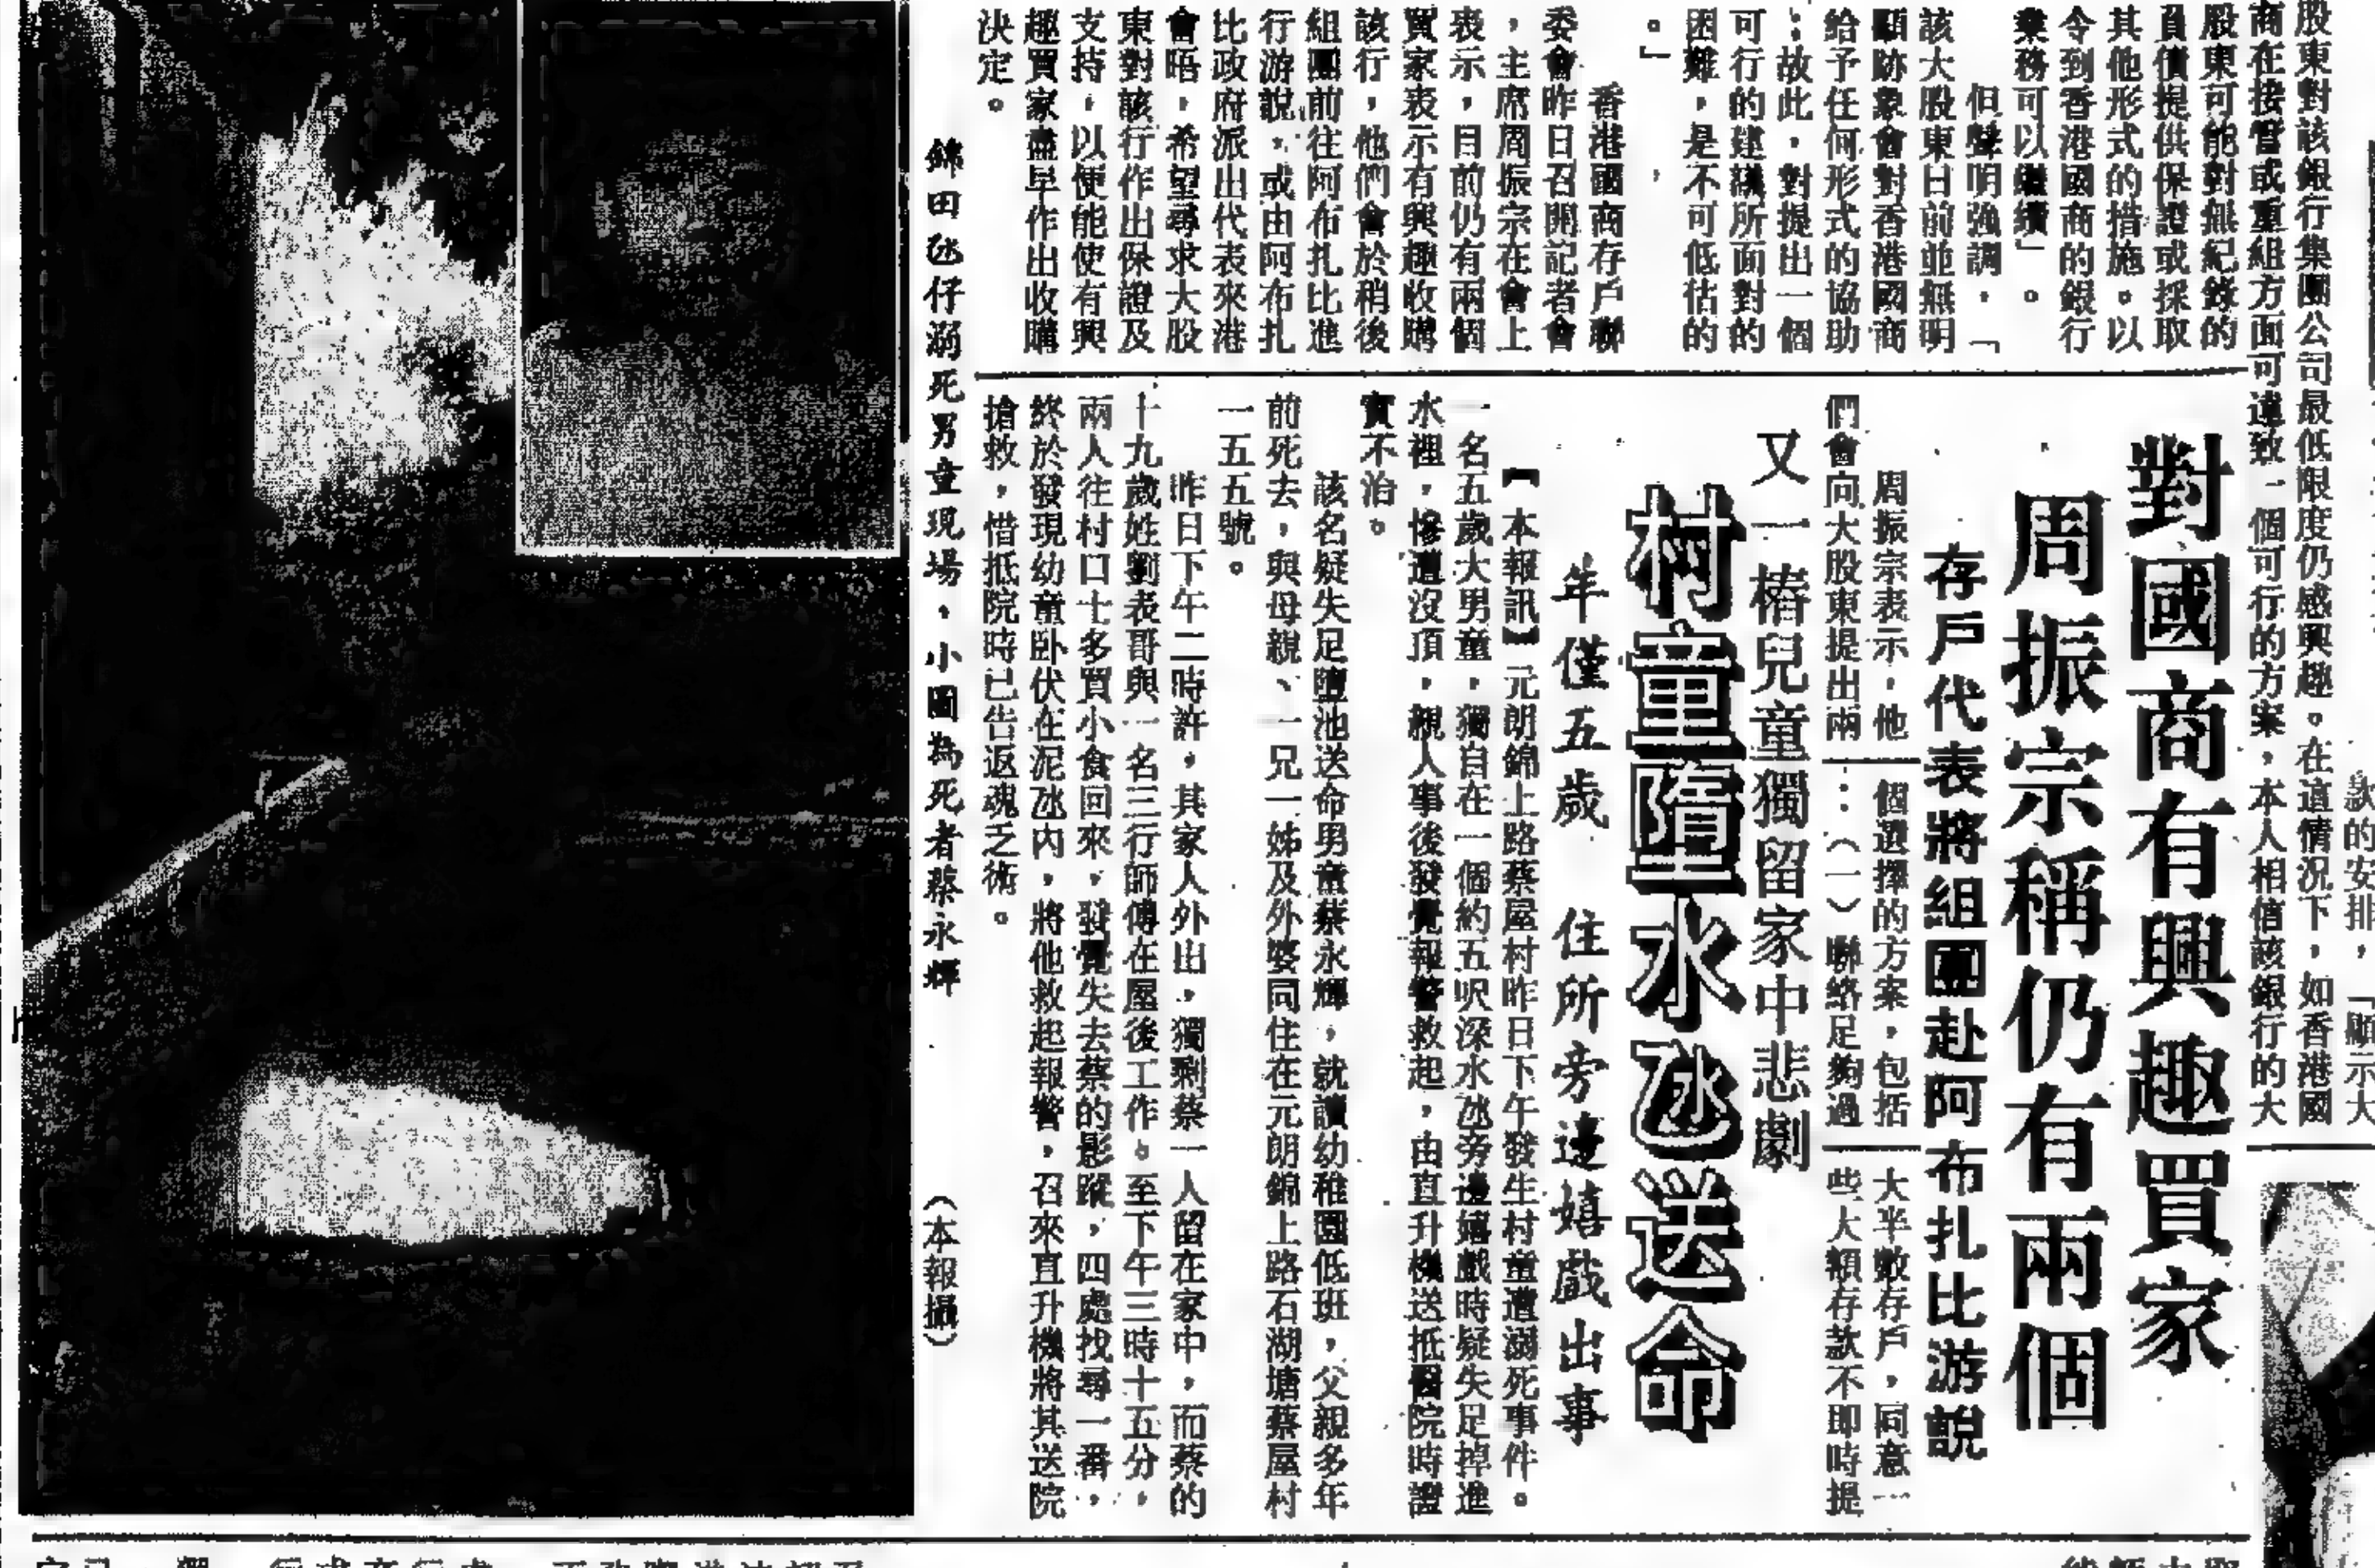 股東對該銀行集團公司最低限度仍感興趣。在這情況下,如香港國
商在接管或重組方面可達致一個可行的方案,本人相信該銀行的大
股東可能對無紀錄的
負債提供保證或採取
其他形式的措施。以
令到香港國商的銀行
業務可以繼續」。
但聲明強調,「
該大股東日前並無明
顯跡象會對香港國商
給予任何形式的協助
:故此,對提出一個
可行的建議所面對的
困難,是不可低估的
。」
香港國商存戶聯
委會昨日召開記者會
,主席周振宗在會上
表示,目前仍有兩個
買家表示有興趣收購
該行,他們會於稍後
組團前往阿布扎比進
行游說,或由阿布扎
比政府派出代表來港
會晤,希望尋求大股
東對該行作出保證及
支持,以便能使有興
趣買家盡早作出收購
決定。
款的安排,「顯示大
對國商有興趣買家
周振宗稱仍有兩個
存戶代表將組團赴阿布扎比游說
周振宗表示,他
們會向大股東提出兩
個選擇的方案,包括
:(一)聯絡足夠過
大半數存戶,同意一
些大額存款不即時提
又一樁兒童獨留家中悲劇
村童墮水氹送命
年僅五歲 住所旁邊嬉戲出事
【本報訊】元朗錦上路蔡屋村昨日下午發生村童遭溺死事件。
一名五歲大男童,獨自在一個約五呎深水氹旁邊嬉戲時疑失足掉進
水裡,慘遭沒頂,親人事後發覺報警救起,由直升機送抵醫院時證
實不治。
該名疑失足墮池送命男童蔡永輝,就讀幼稚園低班,父親多年
前死去,與母親、一兄一姊及外婆同住在元朗錦上路石湖塘蔡屋村
一五五號。
昨日下午二時許,其家人外出,獨剩蔡一人留在家中,而蔡的
十九歲姓劉表哥與一名三行師傅在屋後工作。至下午三時十五分,
兩人往村口士多買小食回來,發覺失去蔡的影蹤,四處找尋一番,
終於發現幼童臥伏在泥氹內,將他救起報警,召來直升機將其送院
搶救,惜抵院時已告返魂乏術。
錦田氹仔溺死男童現場,小圖為死者蔡永輝 (本報攝)